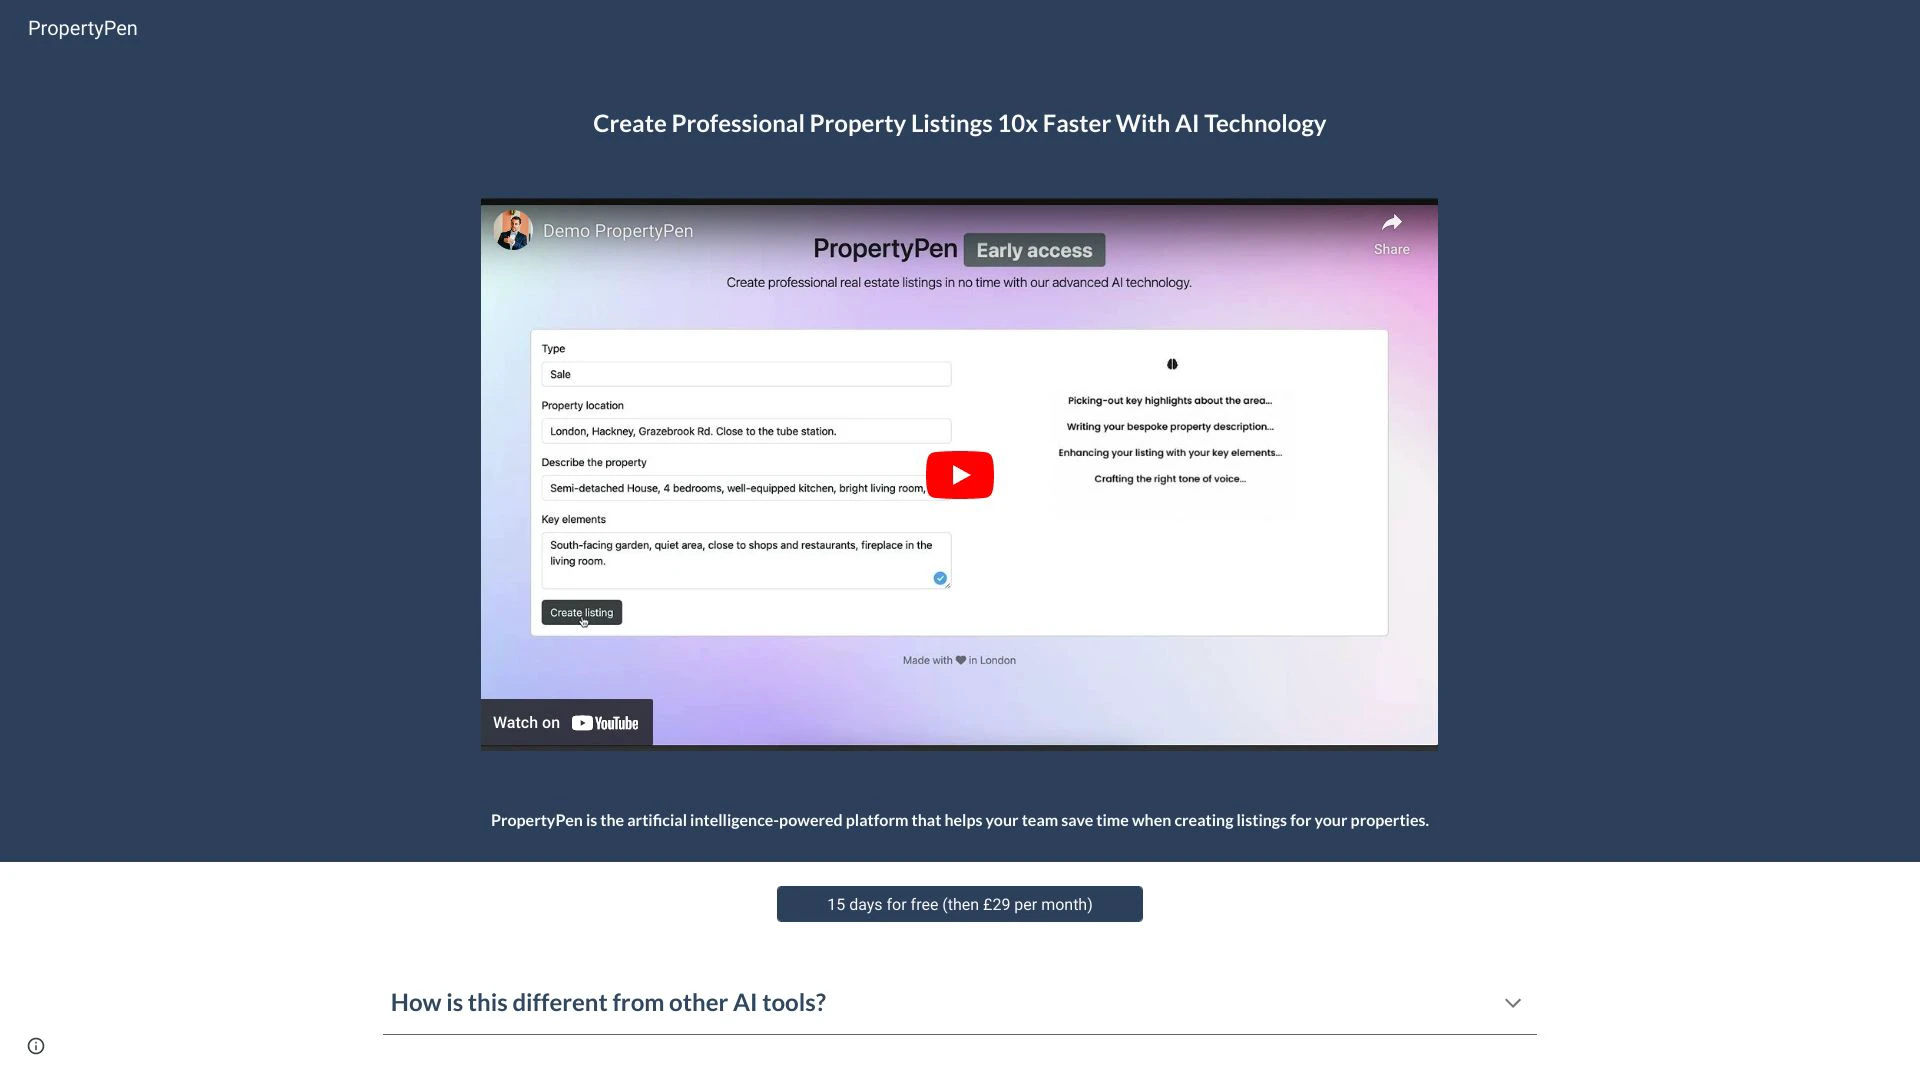 PropertyPen
Create Professional Property Listings 10x Faster With AI Technology
Demo PropertyPen
Share
PropertyPen Early access
Create professional real estate listings in no time with our advanced AI technology.
Type
Sale
Property location
London, Hackney, Grazebrook Rd. Close to the tube station.
Describe the property
Semi-detached House, 4 bedrooms, well-equipped kitchen, bright living room,
Key elements
South-facing garden, quiet area, close to shops and restaurants, fireplace in the
living room.
Create listing
Picking-out key highlights about the area...
Writing your bespoke property description...
Enhancing your listing with your key elements...
Crafting the right tone of voice...
Made with ♥ in London
Watch on YouTube
PropertyPen is the artificial intelligence-powered platform that helps your team save time when creating listings for your properties.
15 days for free (then £29 per month)
How is this different from other AI tools?